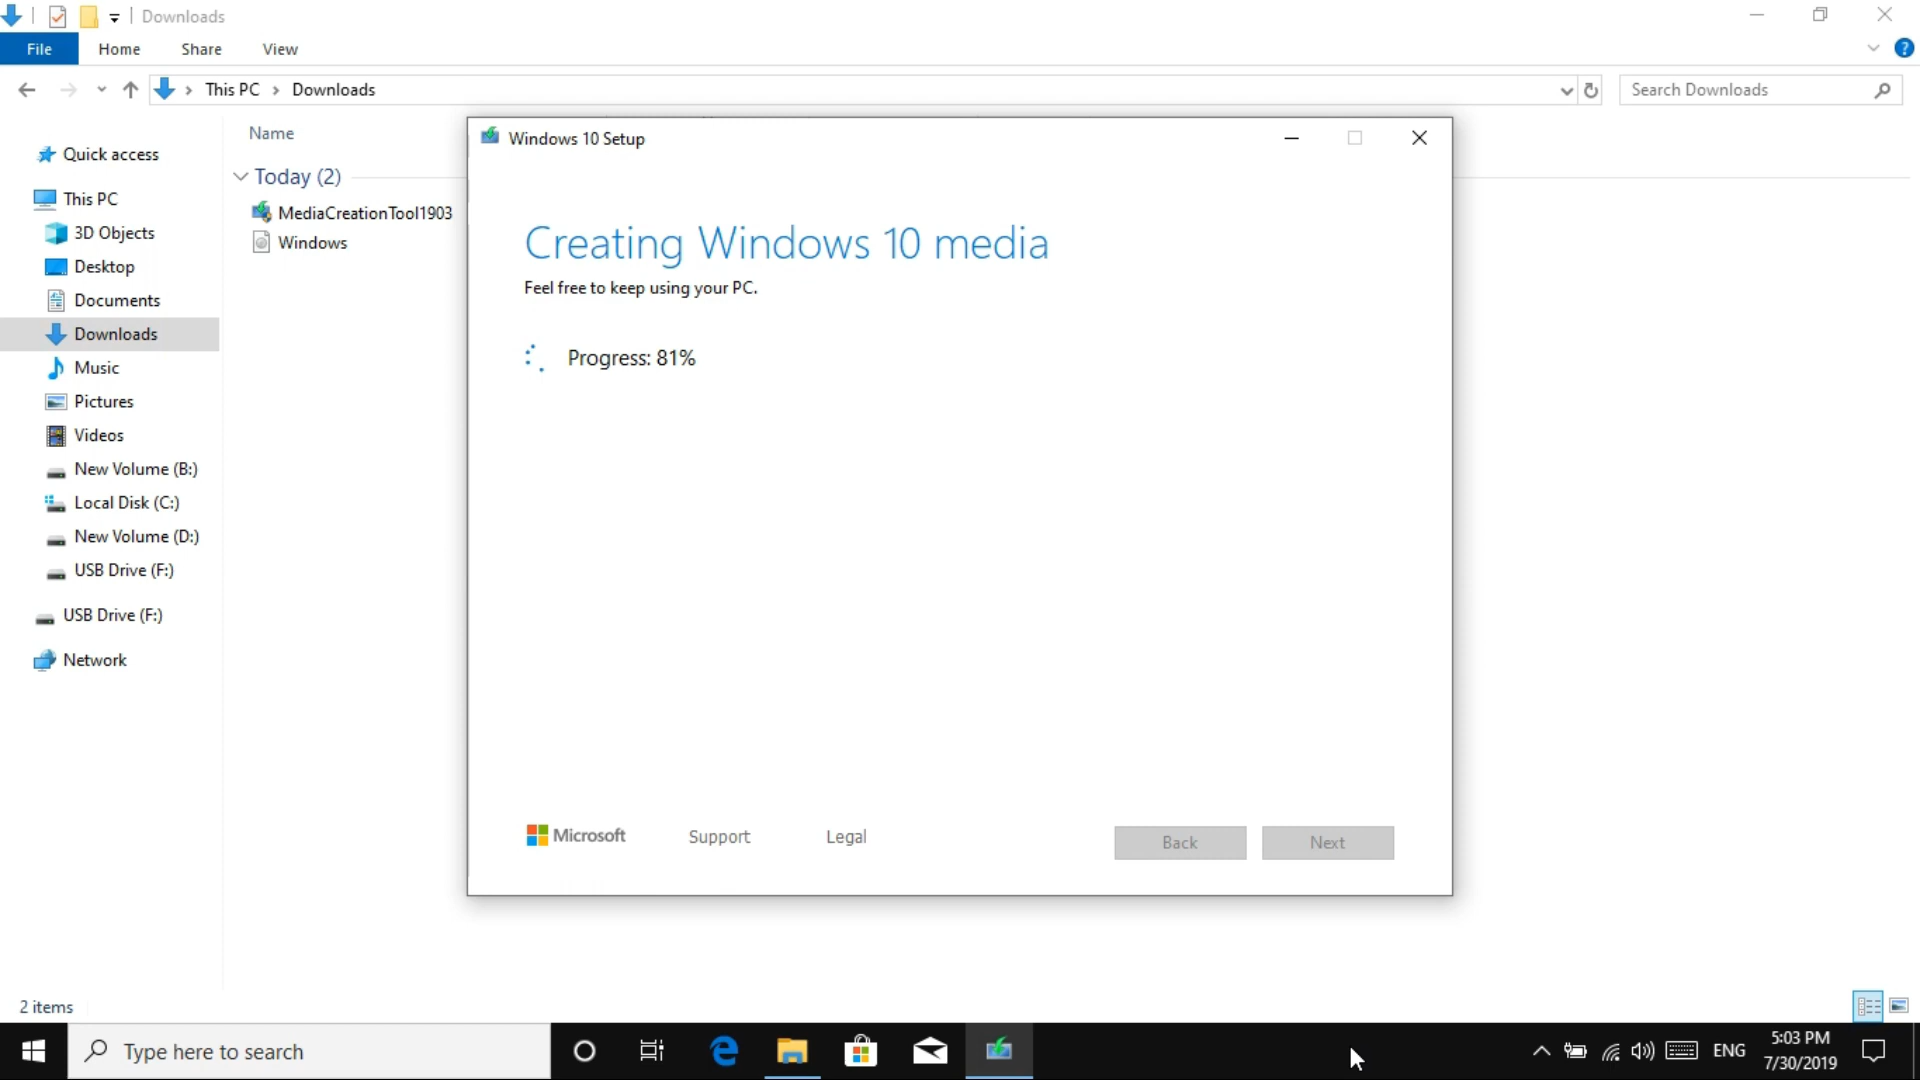 Downloads
File Home Share View
This PC Downloads
Search Downloads
Name
Quick access
This PC
3D Objects
Desktop
Documents
Downloads
Music
Pictures
Videos
New Volume (B:)
Local Disk (C:)
New Volume (D:)
USB Drive (F:)
USB Drive (F:)
Network
Today (2)
MediaCreationTool1903
Windows
Windows 10 Setup
Creating Windows 10 media
Feel free to keep using your PC.
Progress: 81%
Microsoft Support Legal Back Next
2 items
Type here to search
ENG
5:03 PM
7/30/2019